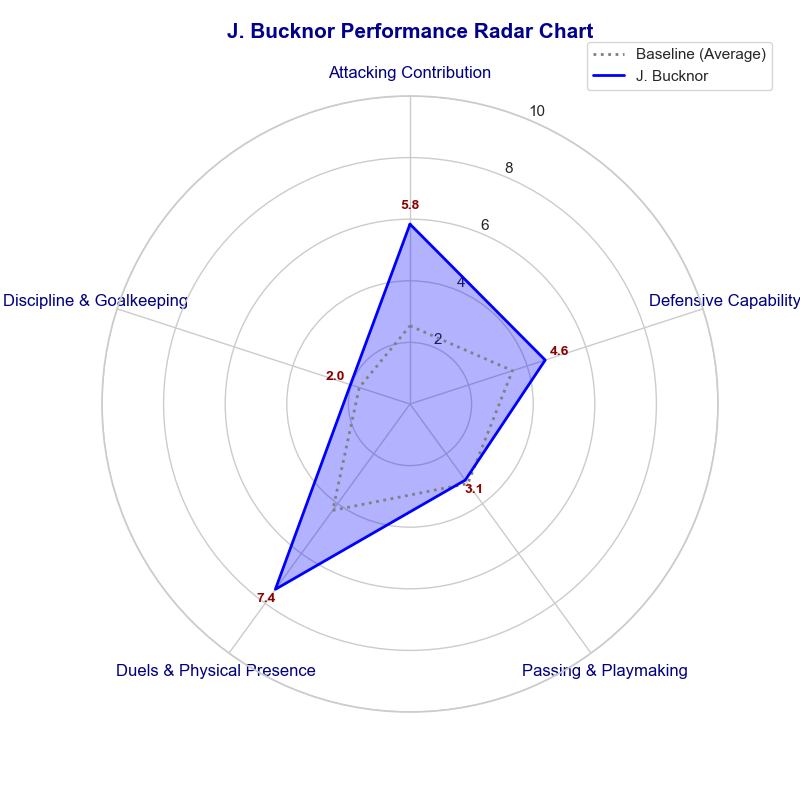 J. Bucknor Performance Radar Chart
Baseline (Average)
J. Bucknor
Attacking Contribution
10
8
6
4
2
5.8
Discipline & Goalkeeping
Defensive Capability
4.6
2.0
3.1
7.4
Duels & Physical Presence
Passing & Playmaking